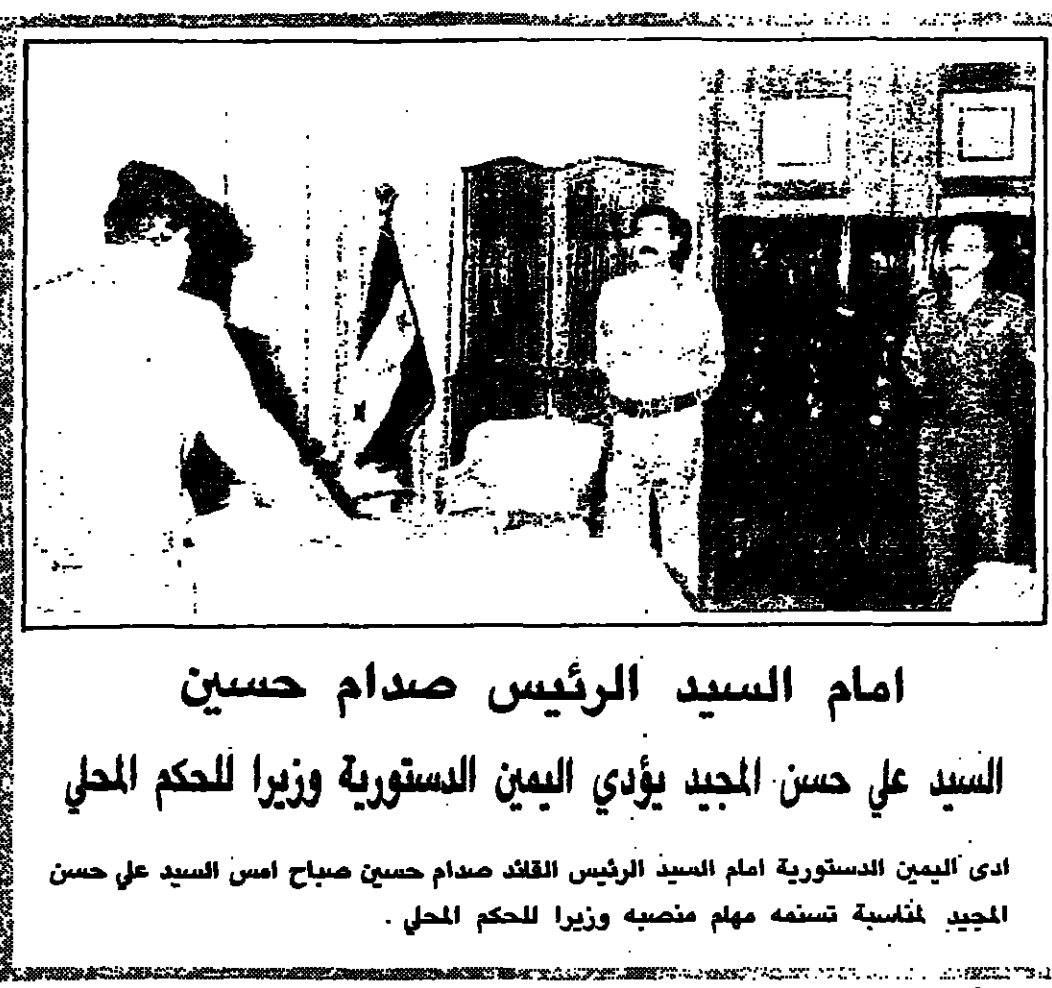 امام السيد الرئيس صدام حسين
السيد علي حسن المجيد يؤدي اليمين الدستورية وزيرا للحكم المحلي
ادى اليمين الدستورية امام السيد الرئيس القائد صدام حسين صباح امس السيد علي حسن
المجيد لمناسبة تسنمه مهام منصبه وزيرا للحكم المحلي .